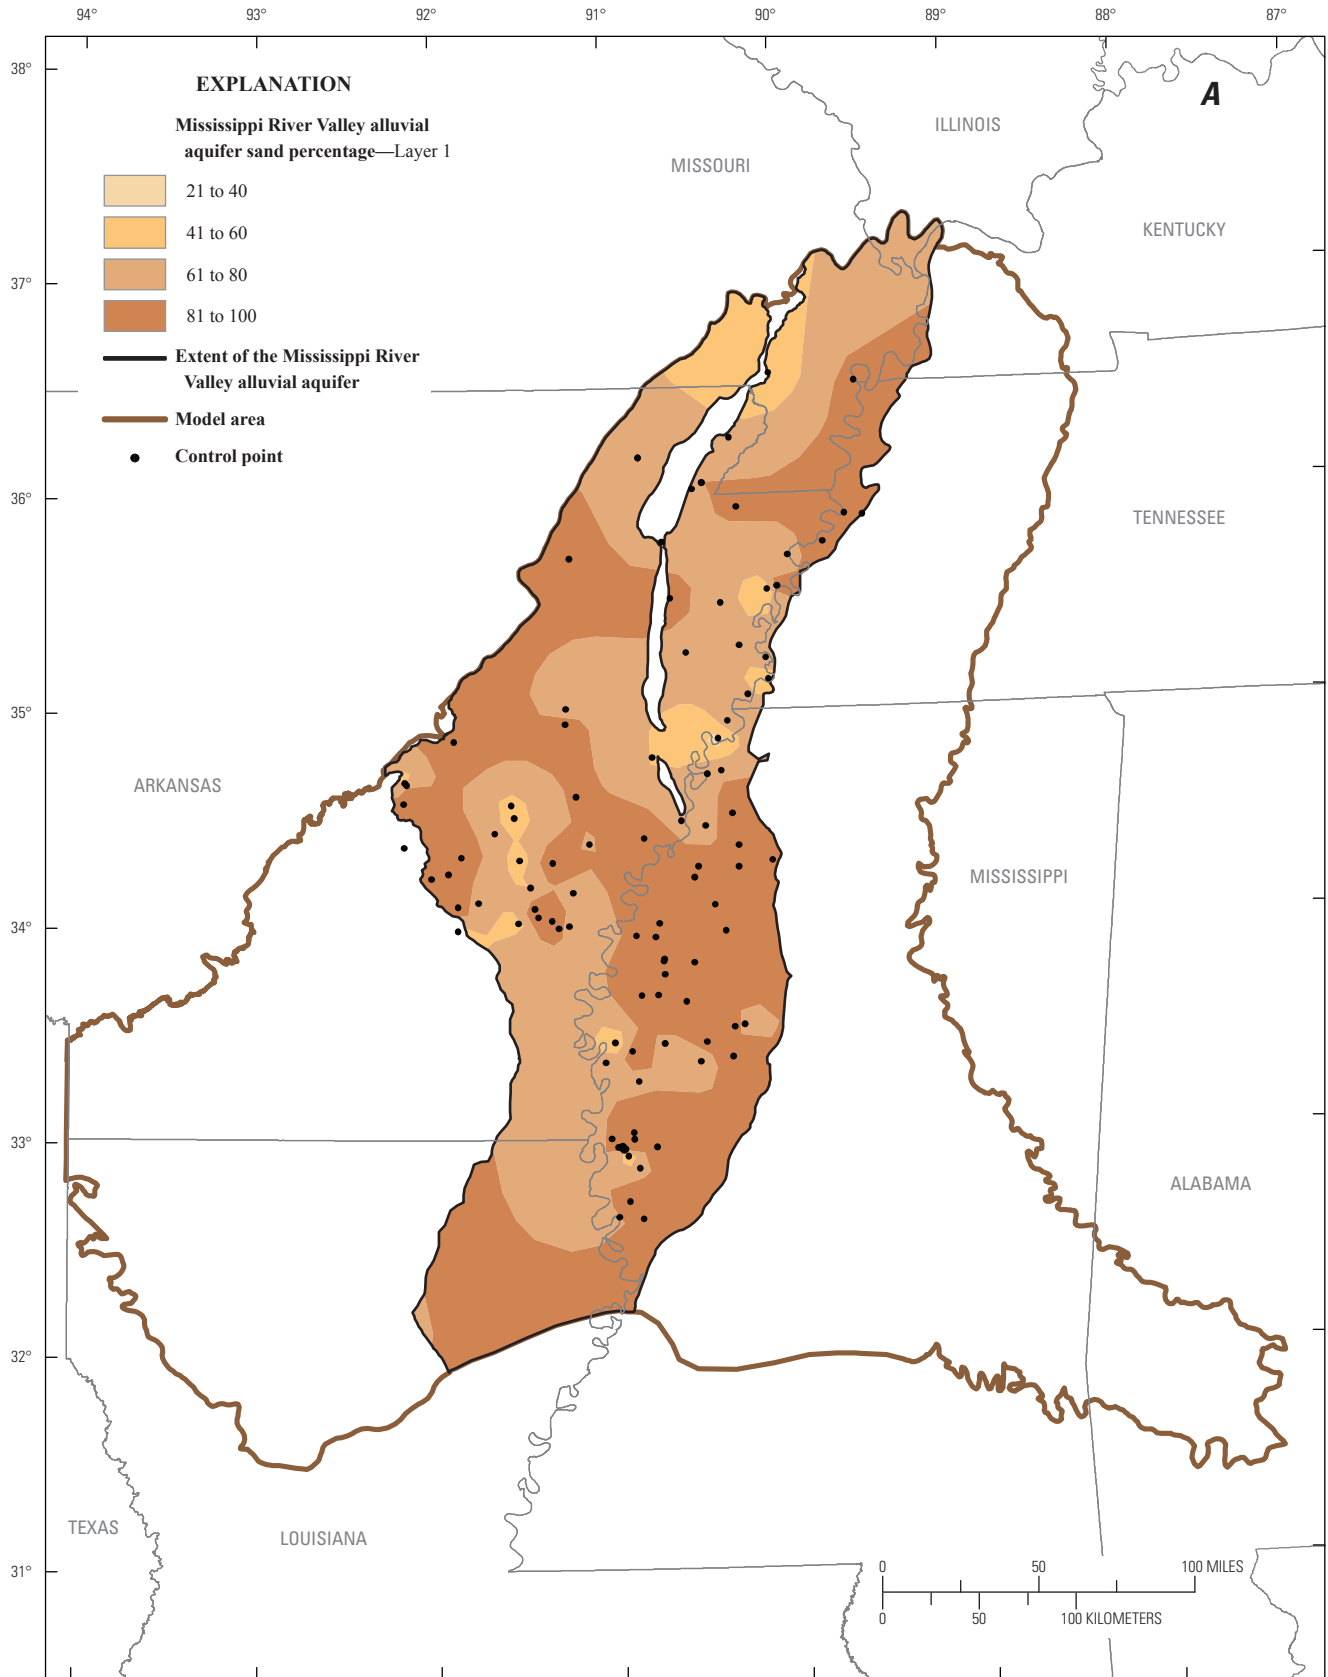 94° 93° 92° 91° 90° 89° 88° 87°
38°
EXPLANATION
Mississippi River Valley alluvial
aquifer sand percentage—Layer 1
21 to 40
41 to 60
61 to 80
81 to 100
Extent of the Mississippi River
Valley alluvial aquifer
Model area
Control point
A
ILLINOIS
MISSOURI
KENTUCKY
37°
36°
TENNESSEE
35°
ARKANSAS
MISSISSIPPI
34°
33°
ALABAMA
32°
TEXAS
LOUISIANA
31°
0 50 100 MILES
0 50 100 KILOMETERS